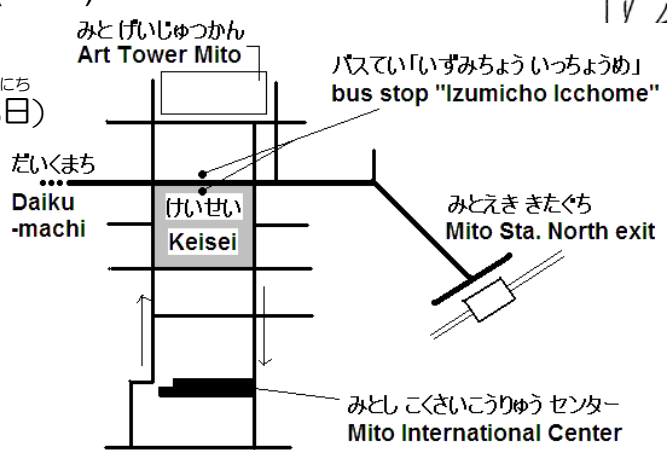 みと げいじゅつかん
Art Tower Mito
にち
日)
バスてい「いずみちょう いっちょうめ」
bus stop "Izumicho Icchome"
だいくまち
Daiku
-machi
けいせい
Keisei
みとえき きたぐち
Mito Sta. North exit
みとし こくさいこうりゅう センター
Mito International Center